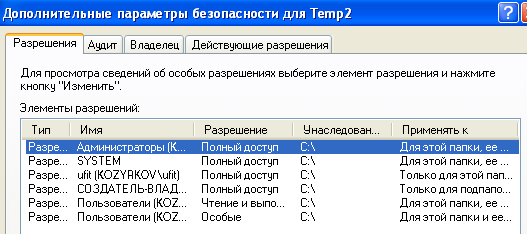 Дополнительные параметры безопасности для Temp2
Разрешения Аудит Владелец Действующие разрешения
Для просмотра сведений об особых разрешениях выберите элемент разрешения и нажмите
кнопку "Изменить".
Элементы разрешений:
Тип Имя Разрешение Унаследован... Применять к
Разре... Администраторы (К... Полный доступ C:\ Для этой папки, ее ...
Разре... SYSTEM Полный доступ C:\ Для этой папки, ее ...
Разре... ufit (KOZYAKOV\ufit) Полный доступ C:\ Только для этой пап...
Разре... СОЗДАТЕЛЬ-ВЛАД... Полный доступ C:\ Только для подпапо...
Разре... Пользователи (KOZ... Чтение и выпо... C:\ Для этой папки, ее ...
Разре... Пользователи (KOZ... Особые C:\ Для этой папки и ее...